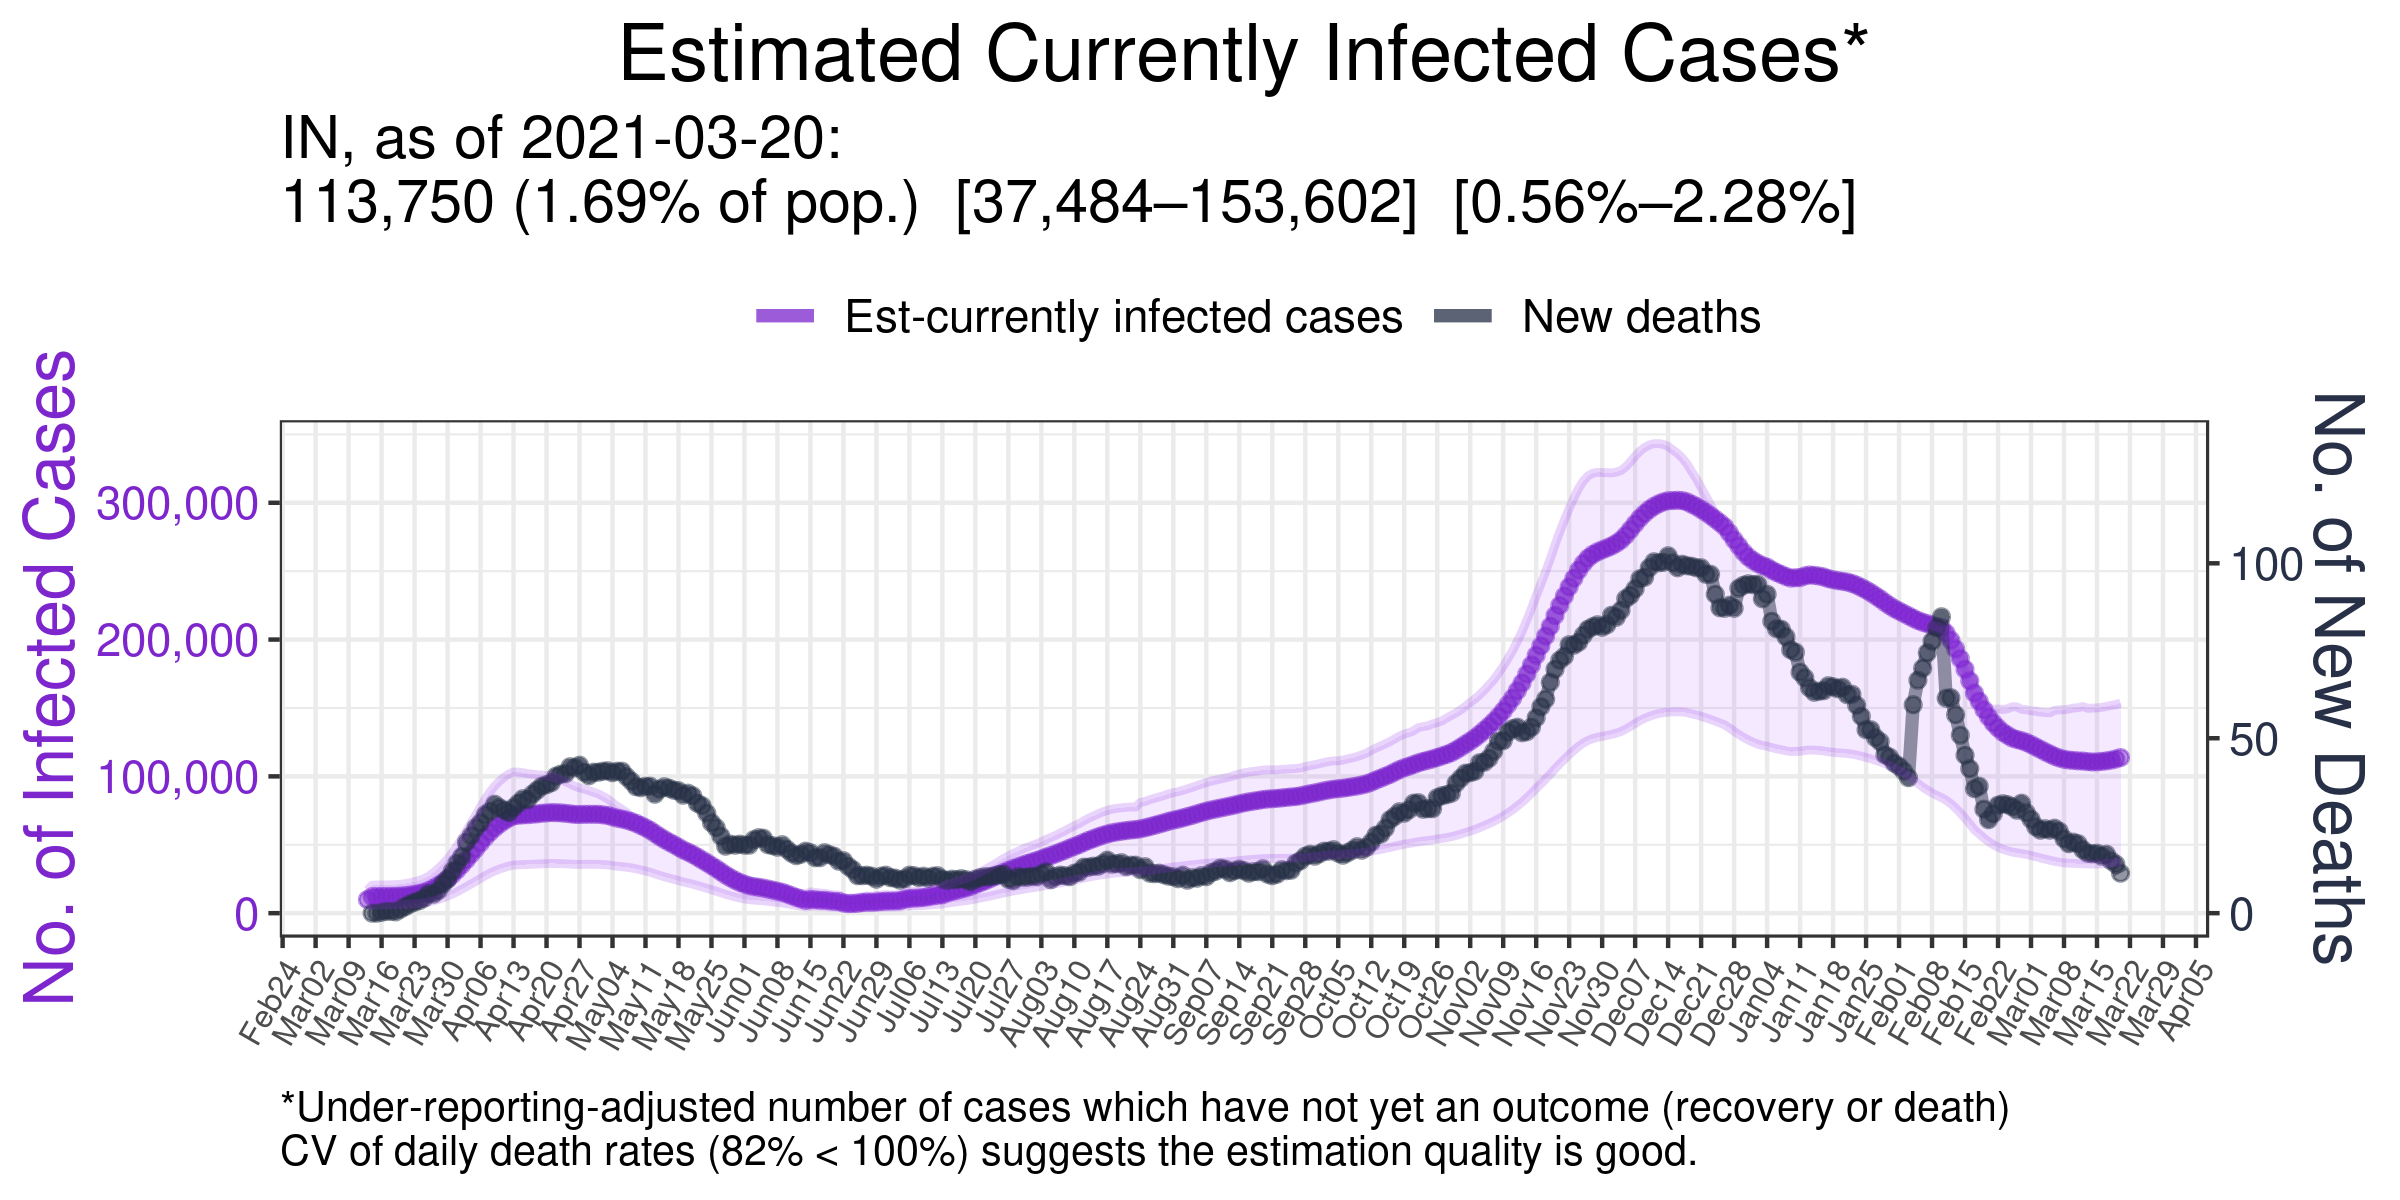 Estimated Currently Infected Cases*
IN, as of 2021-03-20:
113,750 (1.69% of pop.)  [37,484–153,602]  [0.56%–2.28%]
Est-currently infected cases
New deaths
No. of Infected Cases
300,000
200,000
100,000
0
No. of New Deaths
100
50
0
Feb24
Mar02
Mar09
Mar16
Mar23
Mar30
Apr06
Apr13
Apr20
Apr27
May04
May11
May18
May25
Jun01
Jun08
Jun15
Jun22
Jun29
Jul06
Jul13
Jul20
Jul27
Aug03
Aug10
Aug17
Aug24
Aug31
Sep07
Sep14
Sep21
Sep28
Oct05
Oct12
Oct19
Oct26
Nov02
Nov09
Nov16
Nov23
Nov30
Dec07
Dec14
Dec21
Dec28
Jan04
Jan11
Jan18
Jan25
Feb01
Feb08
Feb15
Feb22
Mar01
Mar08
Mar15
Mar22
Mar29
Apr05
*Under-reporting-adjusted number of cases which have not yet an outcome (recovery or death)
CV of daily death rates (82% < 100%) suggests the estimation quality is good.